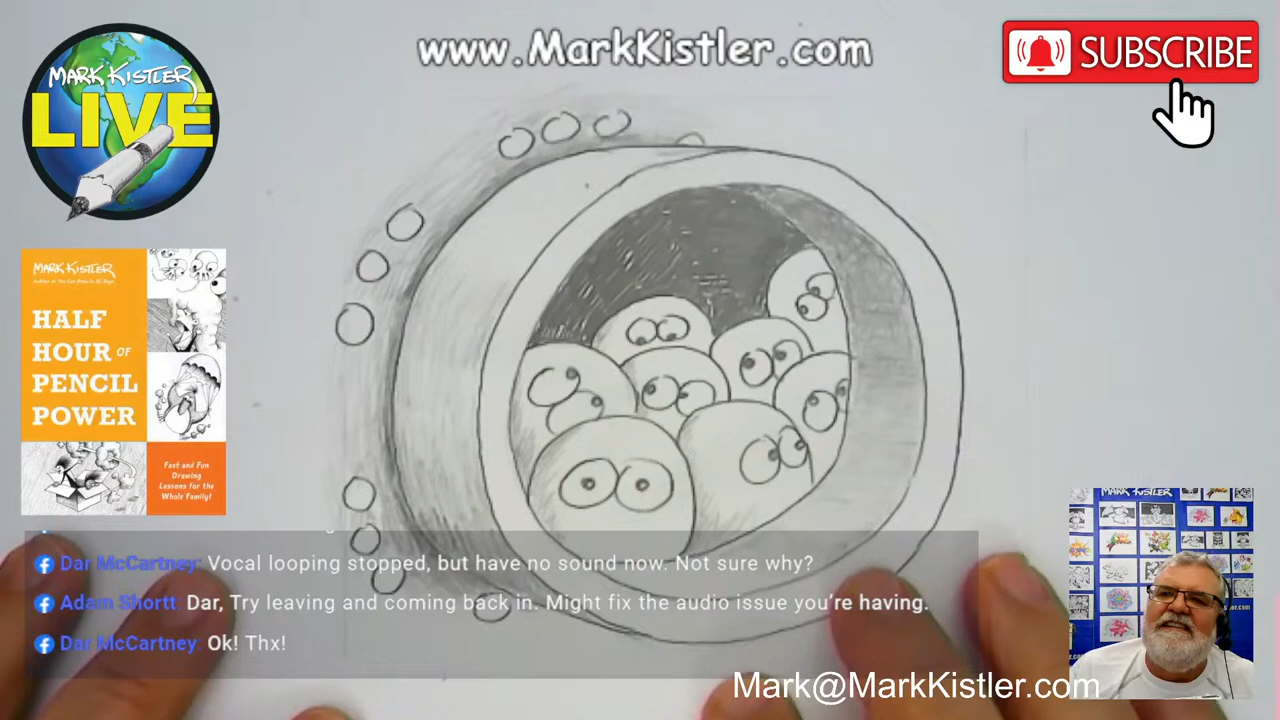 www.MarkKistler.com
SUBSCRIBE
MARK KISTLER
LIVE
MARK KISTLER
HALF
HOUR OF
PENCIL
POWER
Fast and Fun
Drawing
Lessons for the
Whole Family!
MARK KISTLER
Dar McCartney: Vocal looping stopped, but have no sound now. Not sure why?
Adam Shortt: Dar, Try leaving and coming back in. Might fix the audio issue you're having.
Dar McCartney: Ok! Thx!
Mark@MarkKistler.com